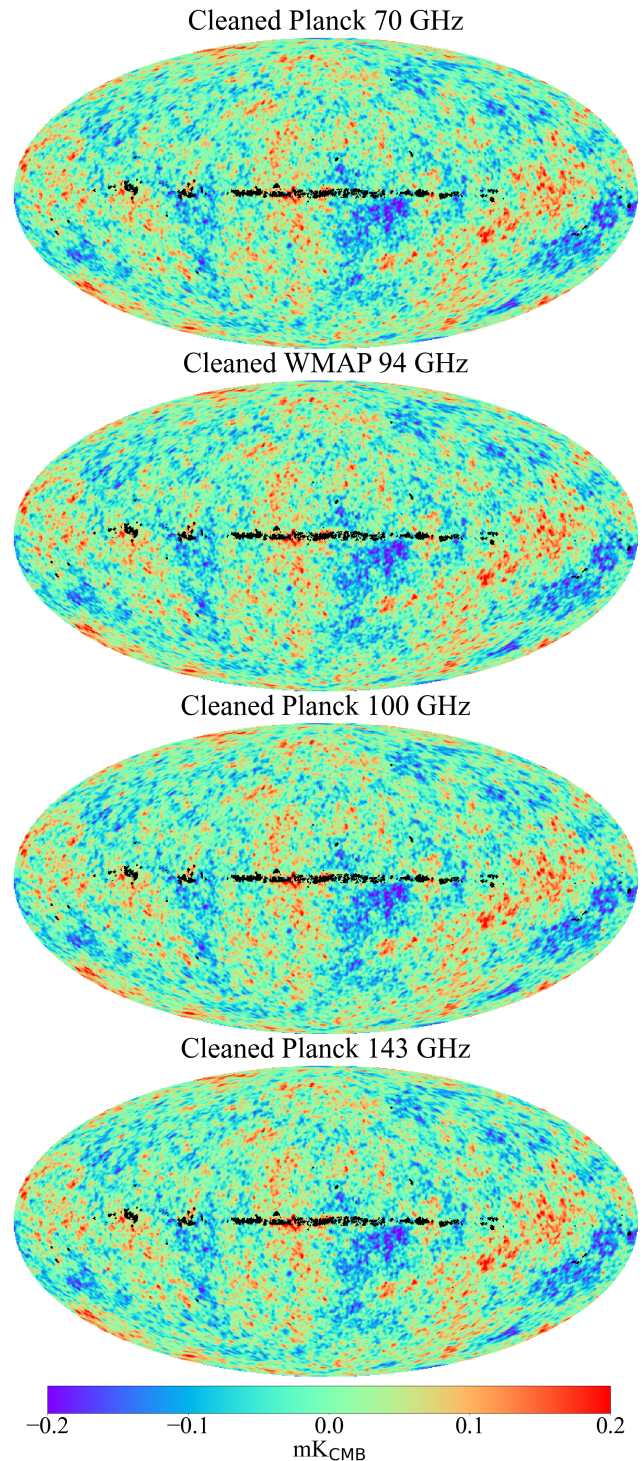 Cleaned Planck 70 GHz
Cleaned WMAP 94 GHz
Cleaned Planck 100 GHz
Cleaned Planck 143 GHz
−0.2 −0.1 0.0 0.1 0.2
mK_CMB